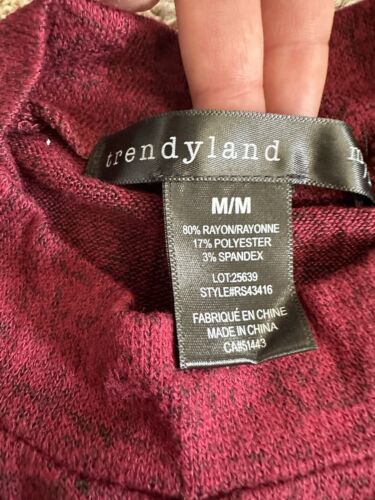 trendyland
M/M
80% RAYON/RAYONNE
17% POLYESTER
3% SPANDEX
LOT:25639
STYLE#RS43416
FABRIQUÉ EN CHINE
MADE IN CHINA
CA#51443